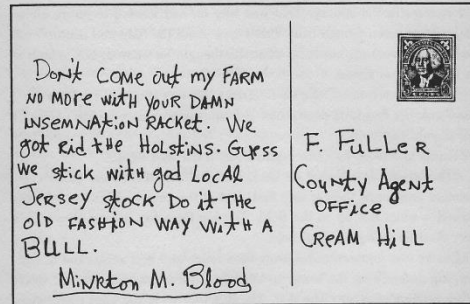 Don't COME out my FARM
NO MORE with YOUR DAMN
INSEMNATION RACKET. We
got RID tHE HOLSTINS. Guess
we stick with god LOCAL
JERSEY stock Do it THE
OLD FASHION WAY WITH A
BULL.
MINKTON M. Blood
F. FULLER
County Agent
OFFICE
CREAM HILL